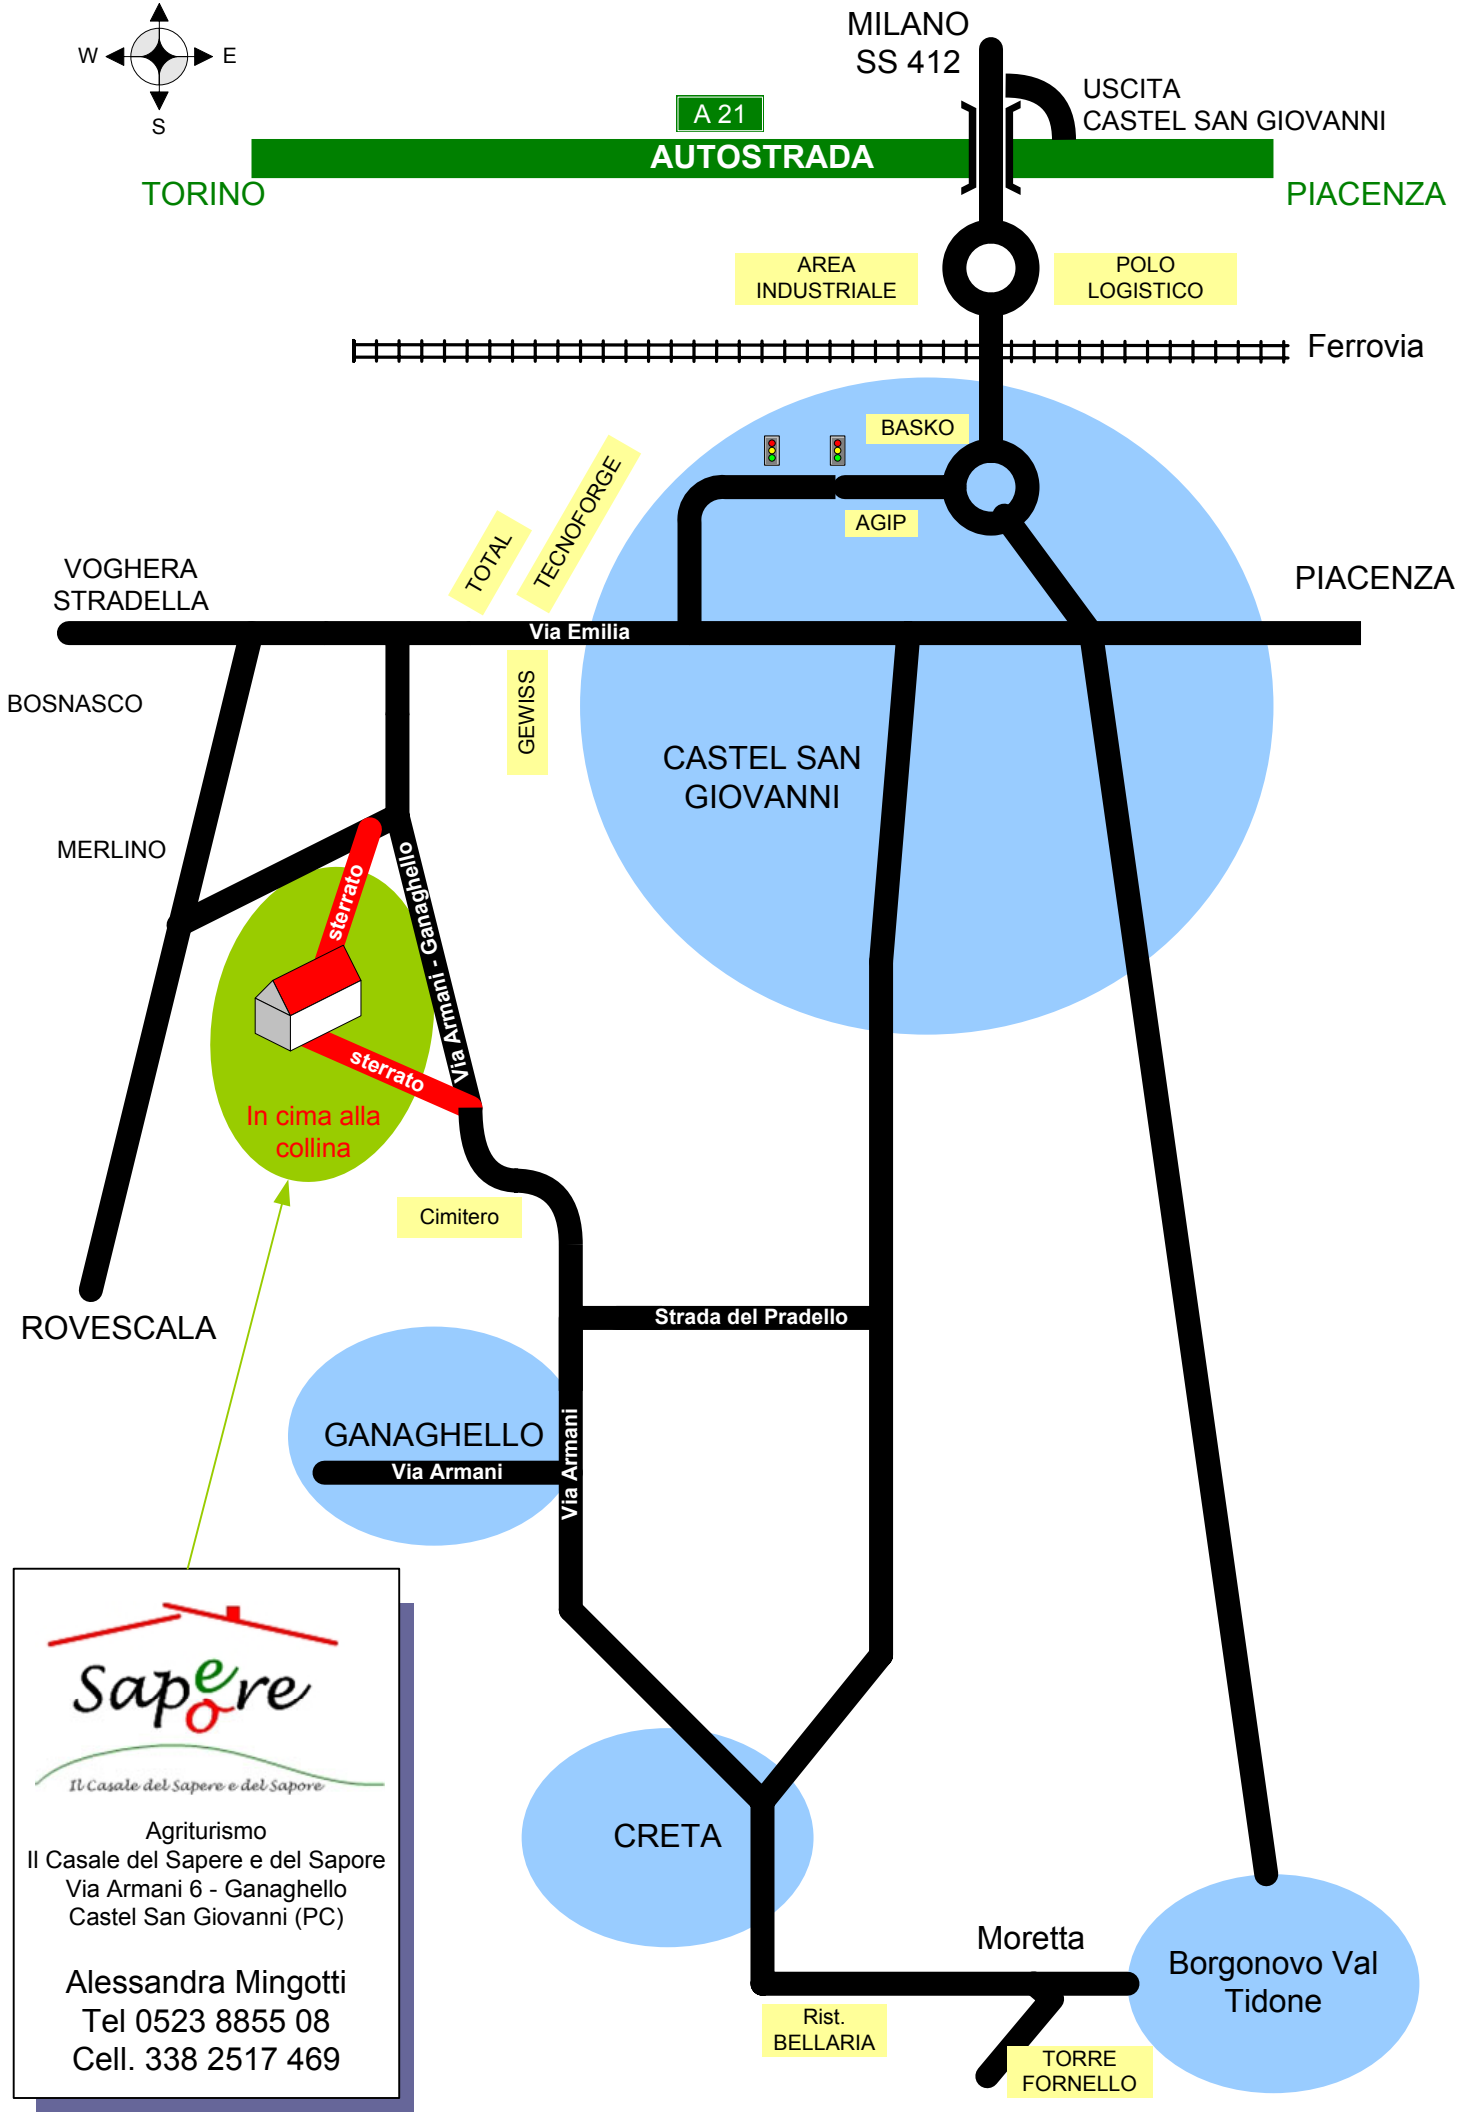 MILANO
SS 412
W
E
S
USCITA
CASTEL SAN GIOVANNI
A 21
AUTOSTRADA
TORINO
PIACENZA
AREA
INDUSTRIALE
POLO
LOGISTICO
Ferrovia
BASKO
AGIP
TOTAL
TECNOFORGE
VOGHERA
STRADELLA
PIACENZA
Via Emilia
GEWISS
BOSNASCO
CASTEL SAN
GIOVANNI
MERLINO
sterrato
Via Armani - Ganaghello
sterrato
In cima alla
collina
Cimitero
ROVESCALA
Strada del Pradello
GANAGHELLO
Via Armani
Via Armani
Sapere
o
Il Casale del Sapere e del Sapore
Agriturismo
Il Casale del Sapere e del Sapore
Via Armani 6 - Ganaghello
Castel San Giovanni (PC)
Alessandra Mingotti
Tel 0523 8855 08
Cell. 338 2517 469
CRETA
Moretta
Borgonovo Val
Tidone
Rist.
BELLARIA
TORRE
FORNELLO